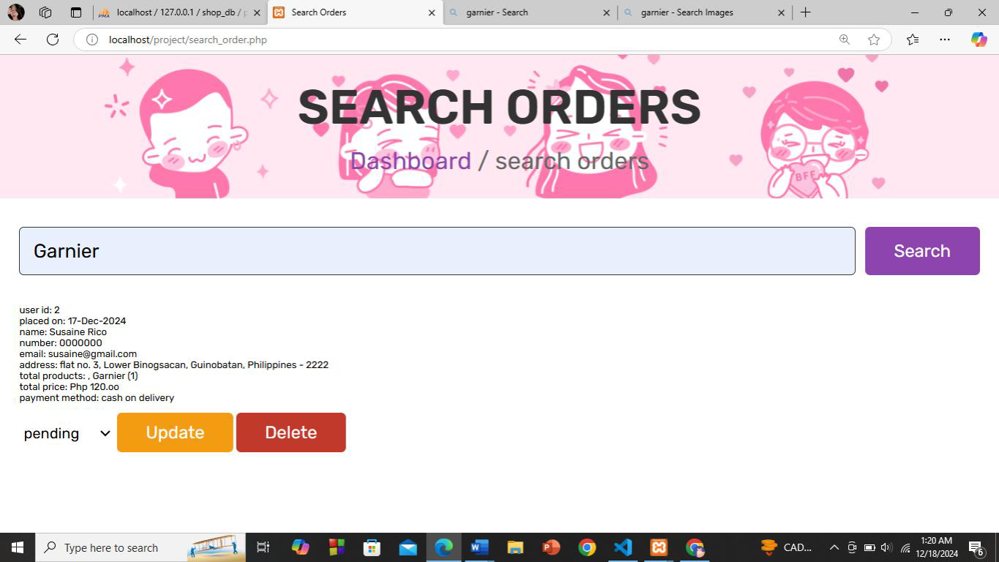 localhost / 127.0.0.1 / shop_db / p
Search Orders
garnier - Search
garnier - Search Images
localhost/project/search_order.php
SEARCH ORDERS
Dashboard / search orders
BFF
Garnier
Search
user id: 2
placed on: 17-Dec-2024
name: Susaine Rico
number: 0000000
email: susaine@gmail.com
address: flat no. 3, Lower Binogsacan, Guinobatan, Philippines - 2222
total products: , Garnier (1)
total price: Php 120.oo
payment method: cash on delivery
pending
Update
Delete
Type here to search
CAD...
1:20 AM
12/18/2024
6